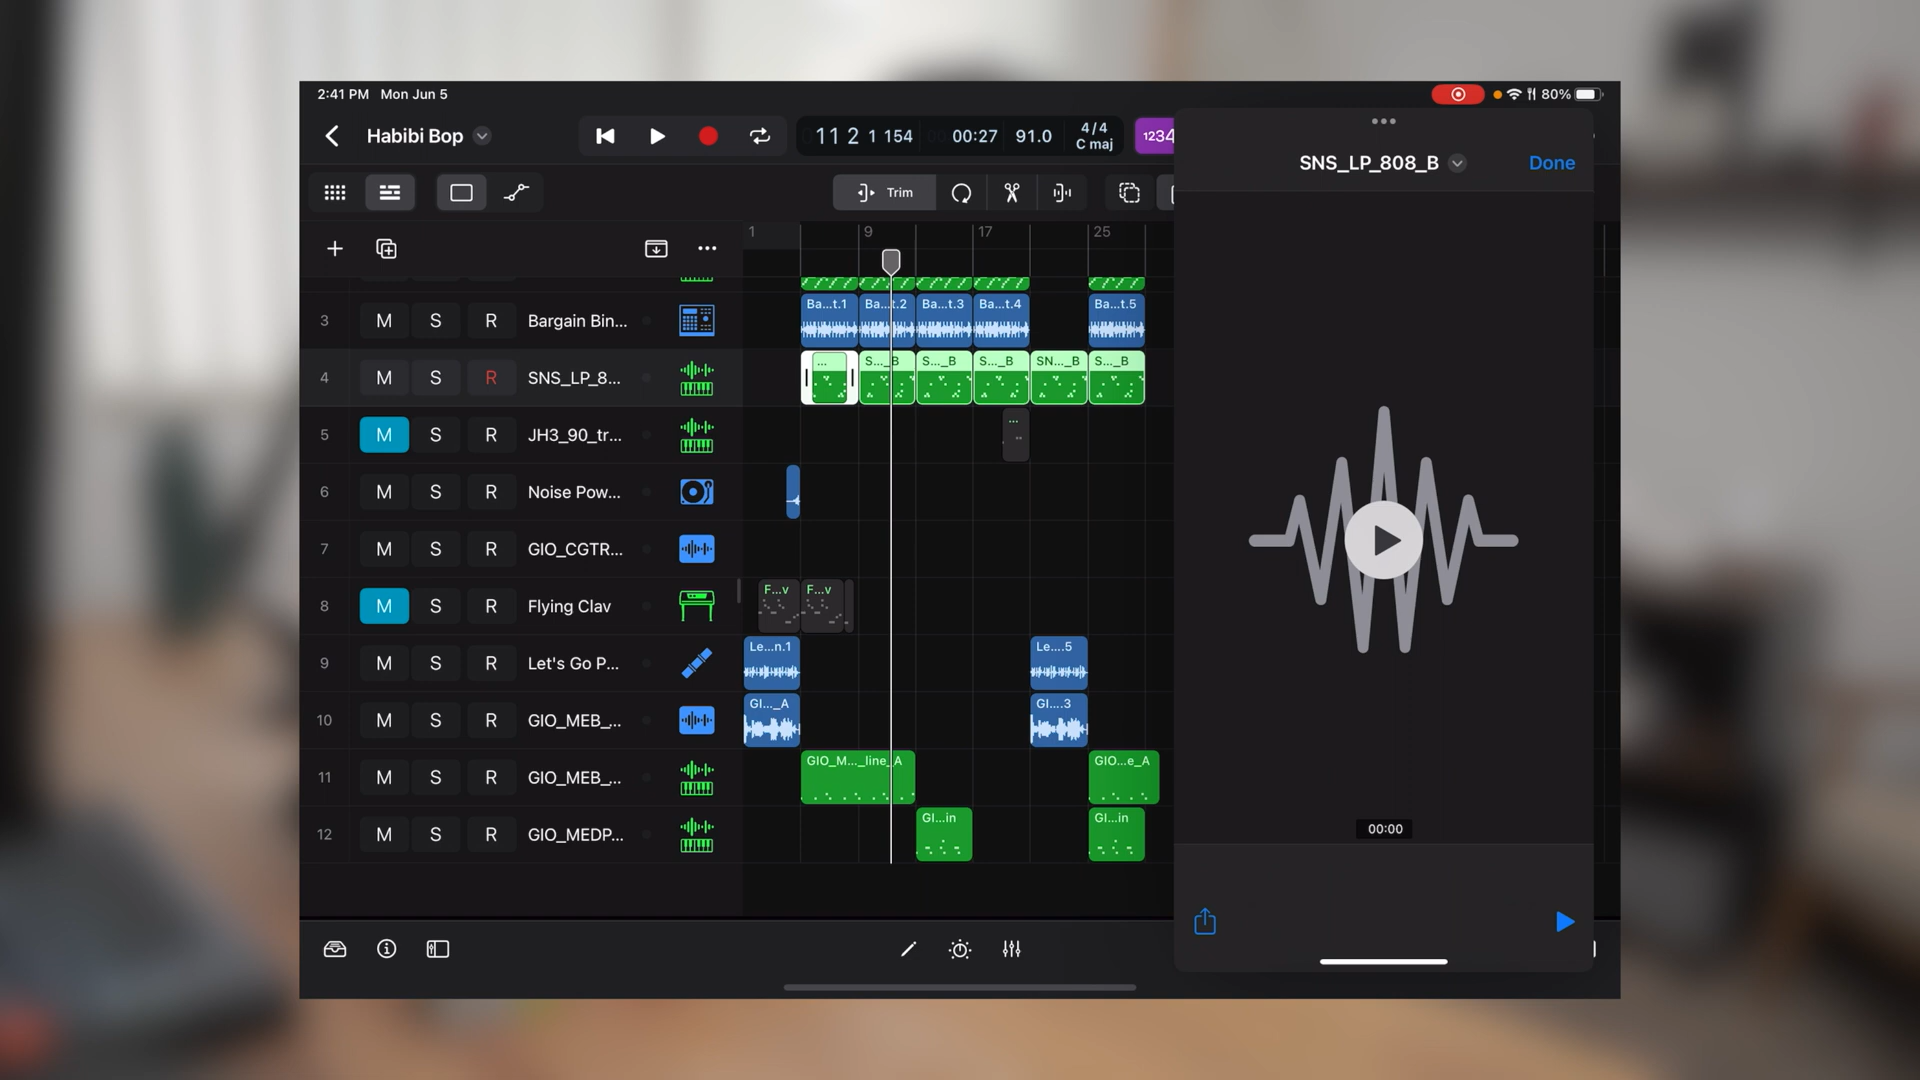 2:41 PM Mon Jun 5
80%
Habibi Bop
11 2 1 154
00:27
91.0
4/4
C maj
1234
SNS_LP_808_B
Done
Trim
1
9
17
25
3 M S R Bargain Bin...
Ba...t.1
Ba...t.2
Ba...t.3
Ba...t.4
Ba...t.5
4 M S R SNS_LP_8...
...
S..._B
S..._B
S..._B
SN..._B
S..._B
5 M S R JH3_90_tr...
...
6 M S R Noise Pow...
7 M S R GIO_CGTR...
8 M S R Flying Clav
F...v
F...v
9 M S R Let's Go P...
Le...n.1
Le....5
10 M S R GIO_MEB_...
GI..._A
GI....3
11 M S R GIO_MEB_...
GIO_M..._line_A
GIO...e_A
12 M S R GIO_MEDP...
GI...in
GI...in
00:00